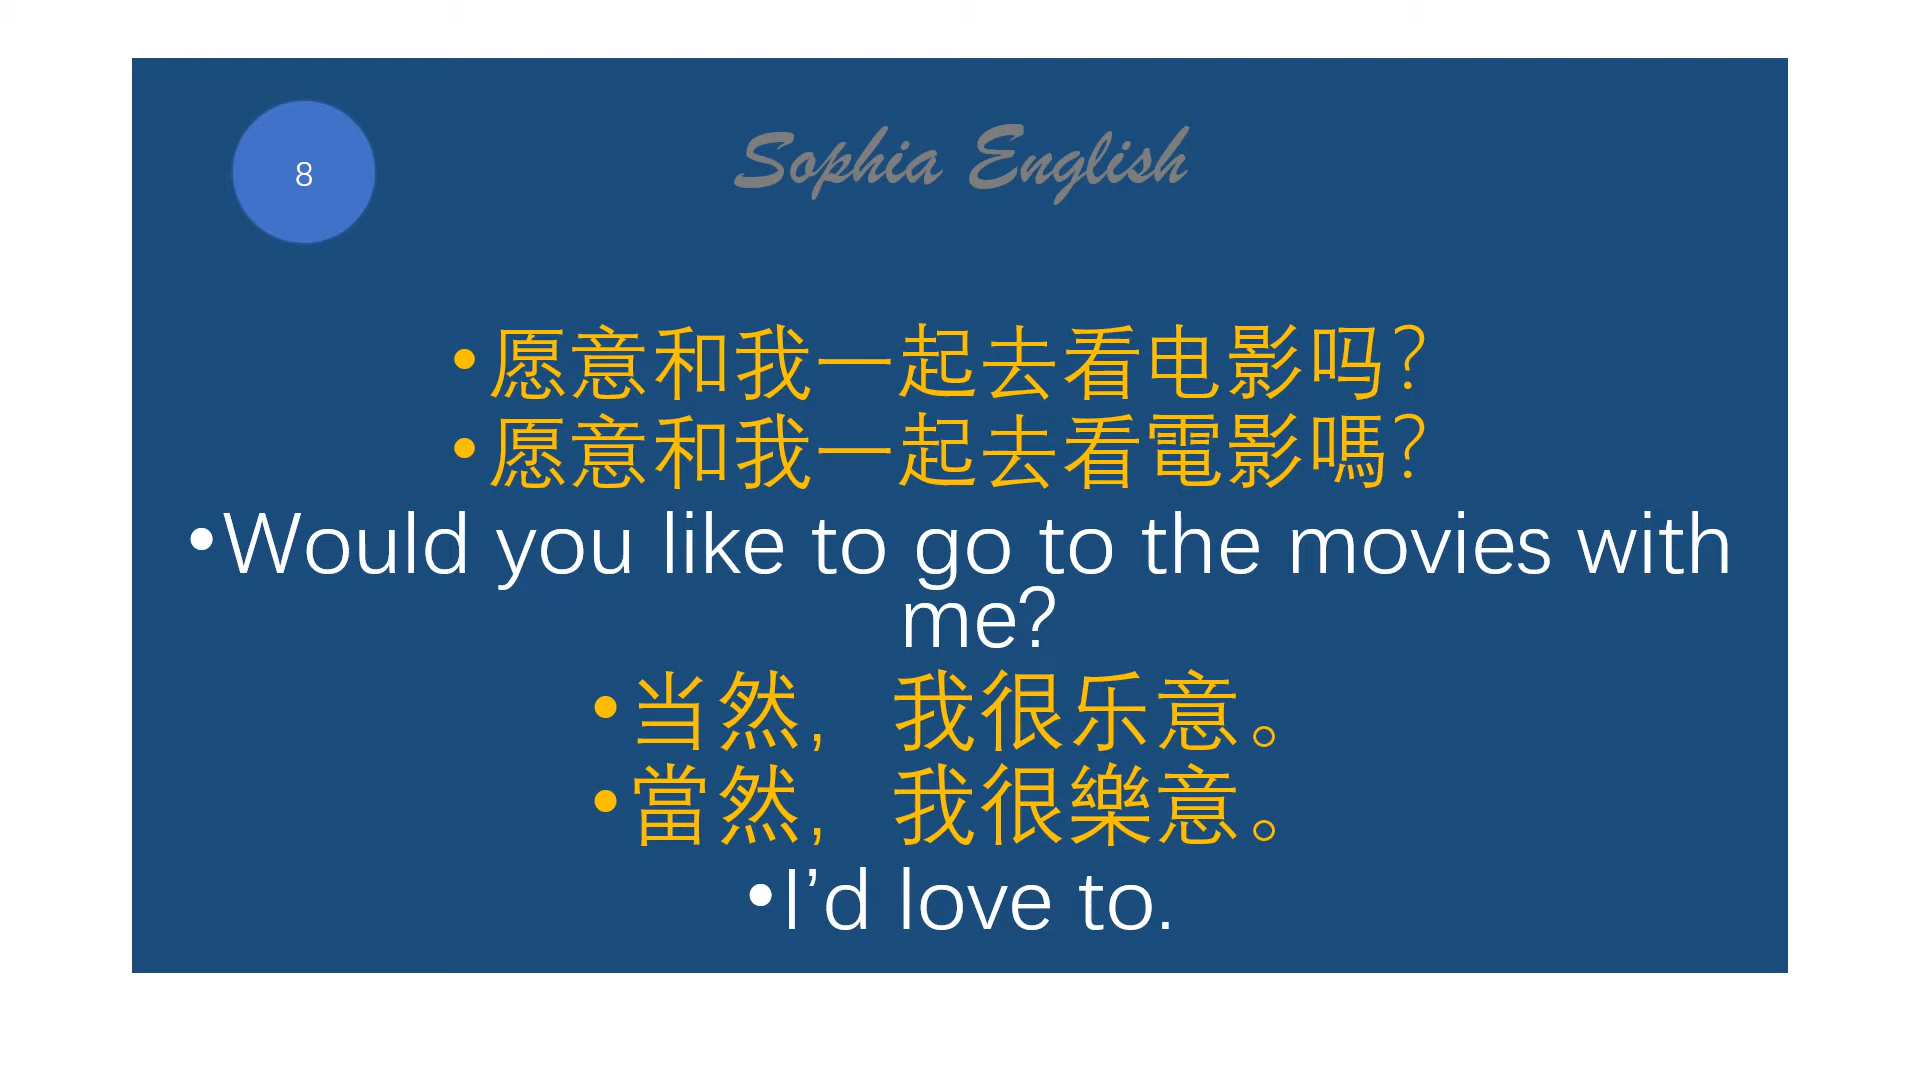 8
Sophia English
•愿意和我一起去看电影吗？
•愿意和我一起去看電影嗎？
•Would you like to go to the movies with
me?
•当然，我很乐意。
•當然，我很樂意。
•I’d love to.